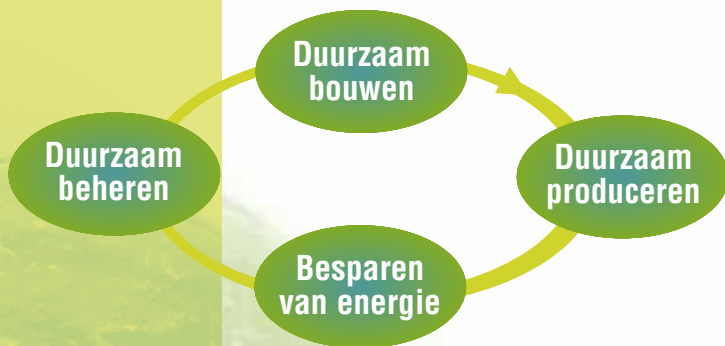 Duurzaam
bouwen
Duurzaam
beheren
Duurzaam
produceren
Besparen
van energie